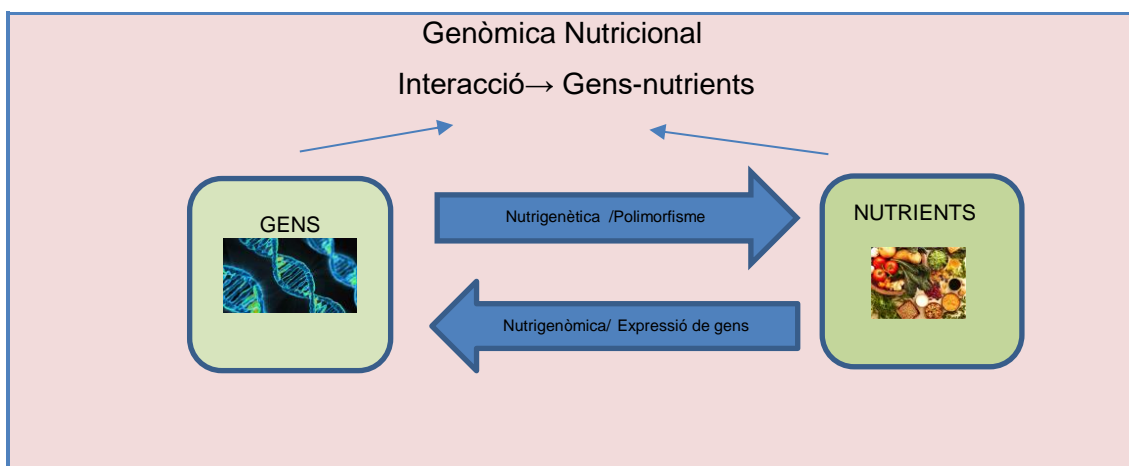 Genòmica Nutricional
Interacció→ Gens-nutrients
GENS
Nutrigenètica /Polimorfisme
NUTRIENTS
Nutrigenòmica/ Expressió de gens